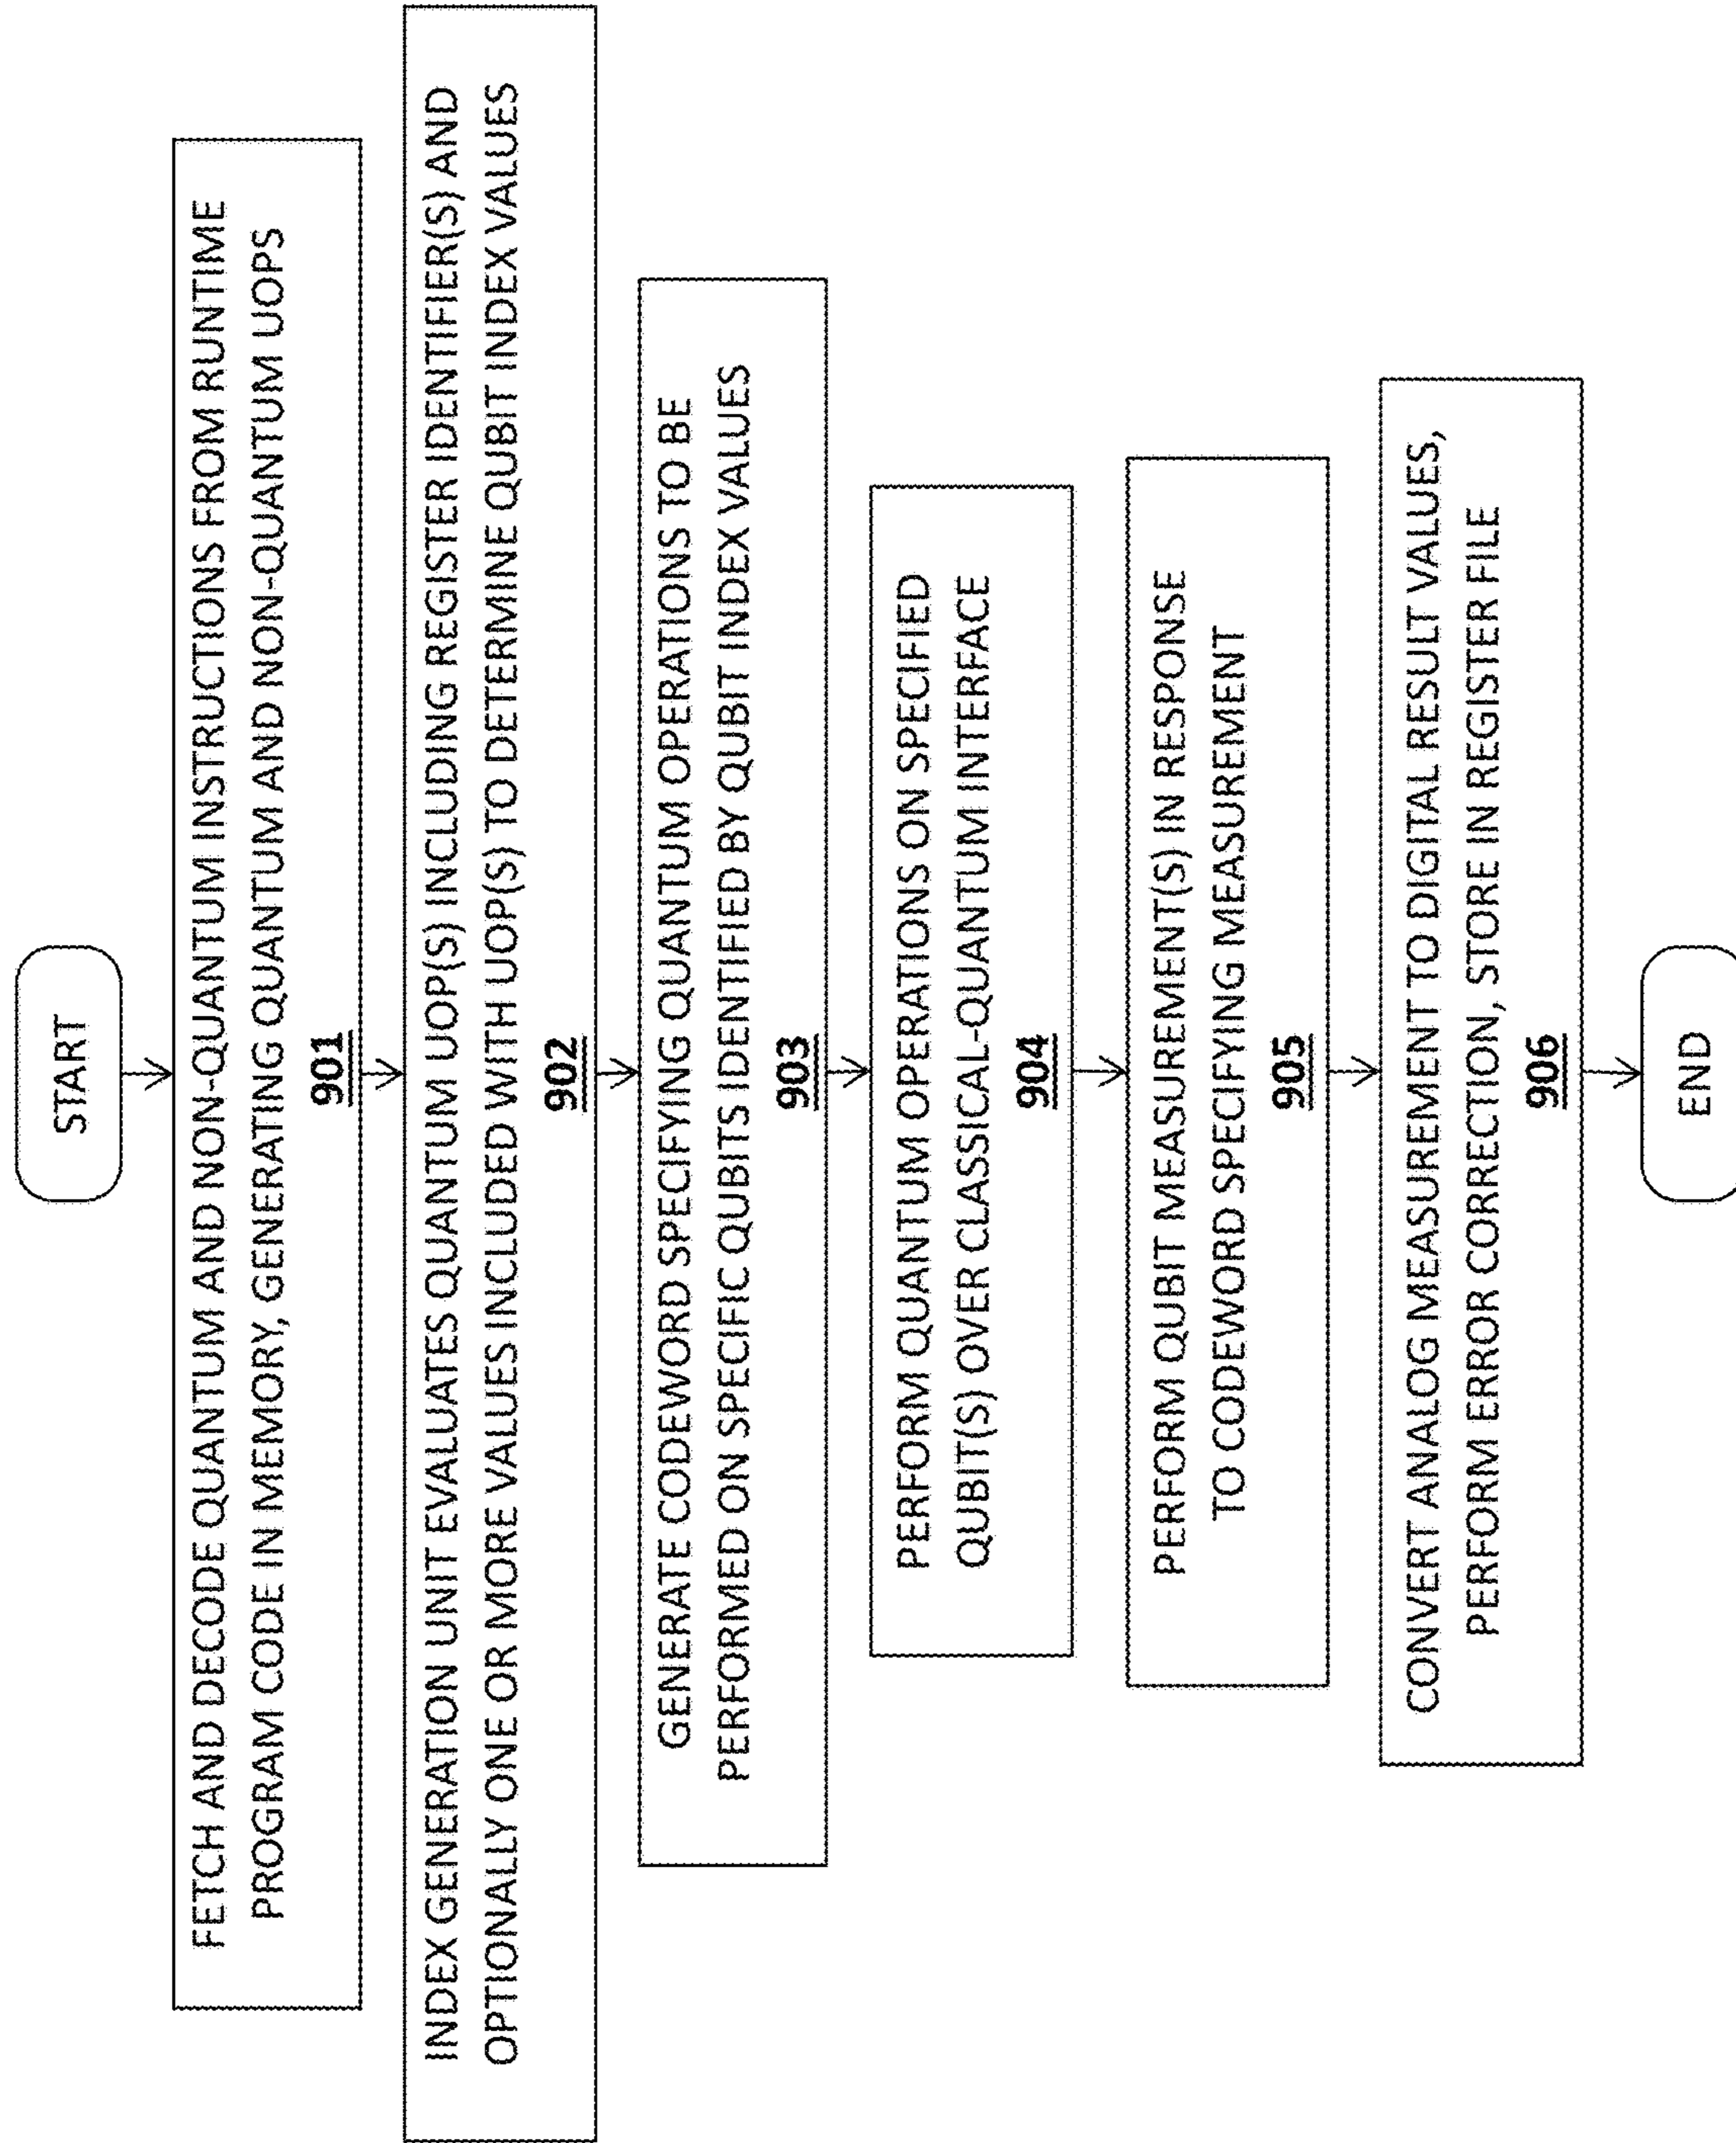 START
FETCH AND DECODE QUANTUM AND NON-QUANTUM INSTRUCTIONS FROM RUNTIME
PROGRAM CODE IN MEMORY, GENERATING QUANTUM AND NON-QUANTUM UOPS
901
INDEX GENERATION UNIT EVALUATES QUANTUM UOP(S) INCLUDING REGISTER IDENTIFIER(S) AND
OPTIONALLY ONE OR MORE VALUES INCLUDED WITH UOP(S) TO DETERMINE QUBIT INDEX VALUES
902
GENERATE CODEWORD SPECIFYING QUANTUM OPERATIONS TO BE
PERFORMED ON SPECIFIC QUBITS IDENTIFIED BY QUBIT INDEX VALUES
903
PERFORM QUANTUM OPERATIONS ON SPECIFIED
QUBIT(S) OVER CLASSICAL-QUANTUM INTERFACE
904
PERFORM QUBIT MEASUREMENT(S) IN RESPONSE
TO CODEWORD SPECIFYING MEASUREMENT
905
CONVERT ANALOG MEASUREMENT TO DIGITAL RESULT VALUES,
PERFORM ERROR CORRECTION, STORE IN REGISTER FILE
906
END